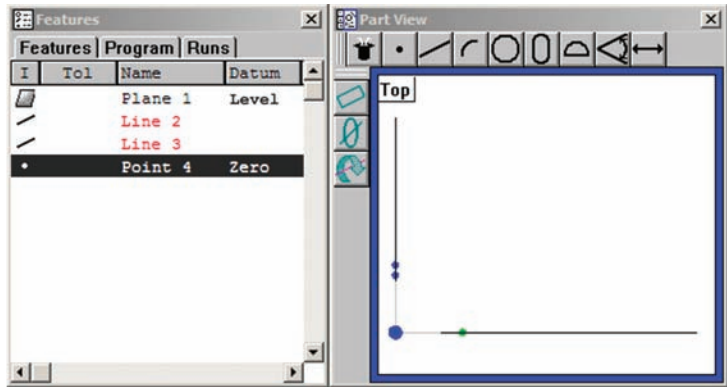 Features
Features Program Runs
I Tol Name Datum
Plane 1 Level
Line 2
Line 3
Point 4 Zero
Part View
Top